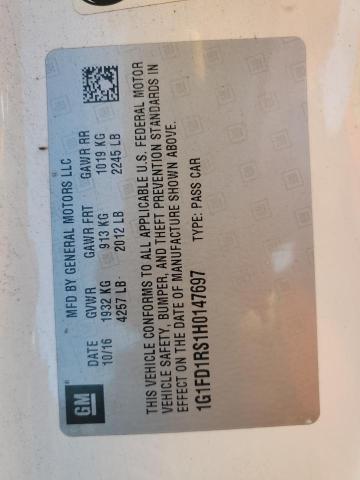 GM
MFD BY GENERAL MOTORS LLC
DATE GVWR GAWR FRT GAWR RR
10/16 1932 KG 913 KG 1019 KG
4257 LB 2012 LB 2245 LB
THIS VEHICLE CONFORMS TO ALL APPLICABLE U.S. FEDERAL MOTOR
VEHICLE SAFETY, BUMPER, AND THEFT PREVENTION STANDARDS IN
EFFECT ON THE DATE OF MANUFACTURE SHOWN ABOVE.
1G1FD1RS1H0147697 TYPE: PASS CAR